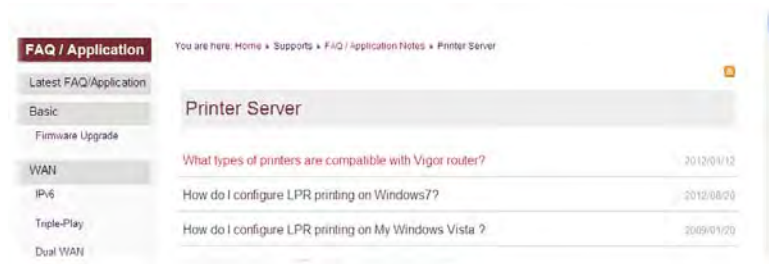 FAQ / Application
Latest FAQ/Application
Basic
Firmware Upgrade
WAN
IPv6
Triple-Play
Dual WAN
You are here: Home » Supports » FAQ / Application Notes » Printer Server
Printer Server
What types of printers are compatible with Vigor router? 2012/01/12
How do I configure LPR printing on Windows7? 2012/08/20
How do I configure LPR printing on My Windows Vista ? 2009/01/20